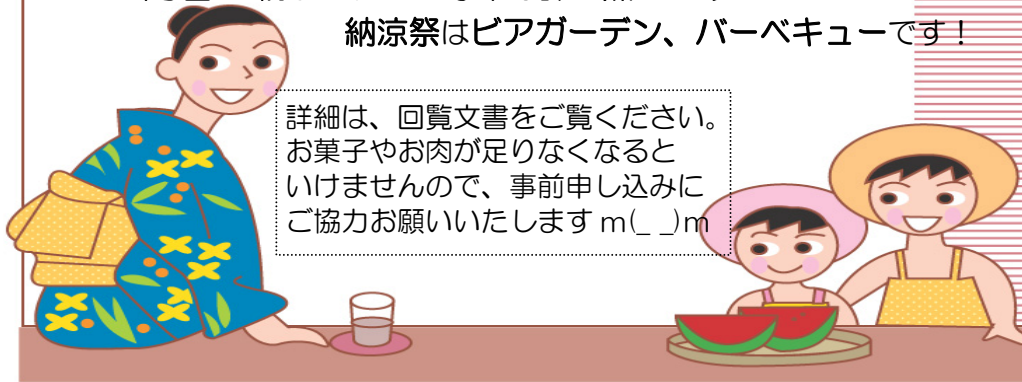 納涼祭はビアガーデン、バーベキューです!
詳細は、回覧文書をご覧ください。
お菓子やお肉が足りなくなると
いけませんので、事前申し込みに
ご協力お願いいたします m(_ _)m